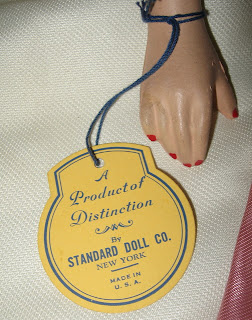 A
Product of
Distinction
By
STANDARD DOLL CO.
NEW YORK
MADE IN
U.S.A.